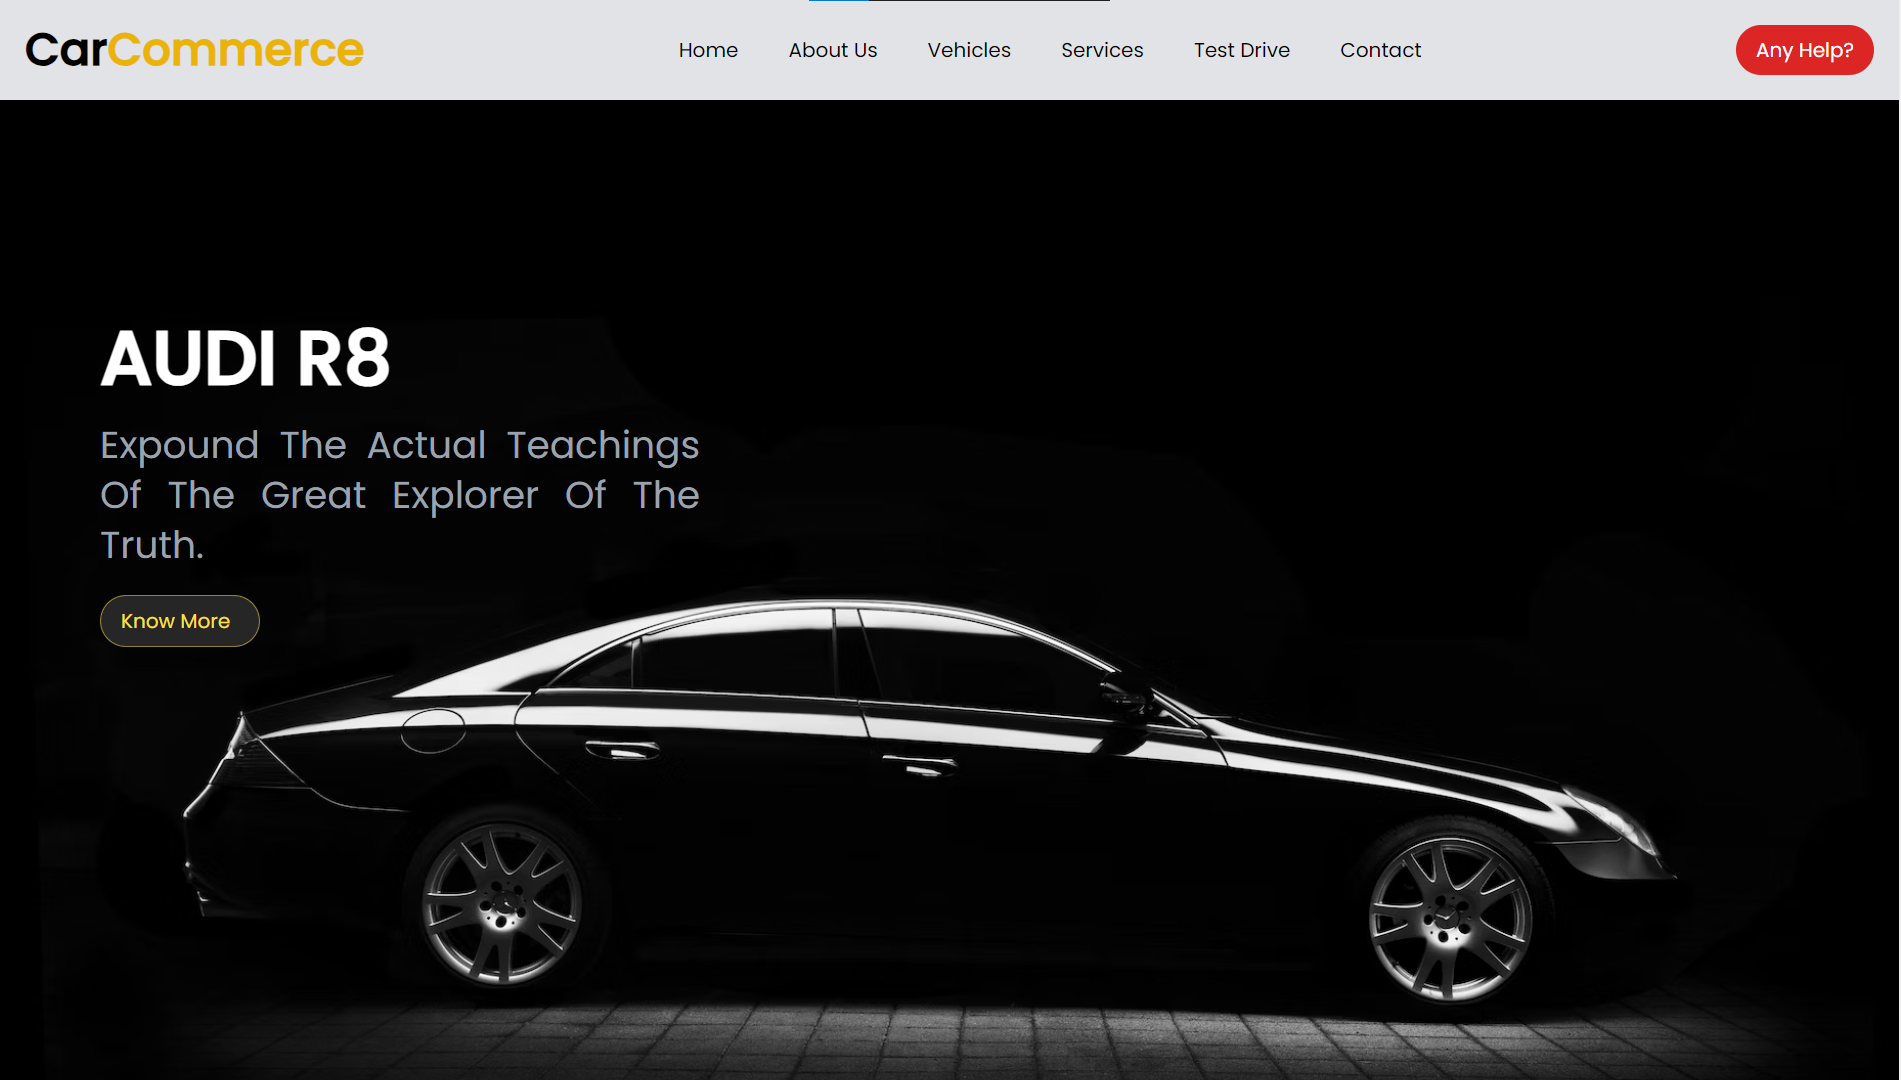 CarCommerce
Home
About Us
Vehicles
Services
Test Drive
Contact
Any Help?
AUDI R8
Expound The Actual Teachings
Of The Great Explorer Of The
Truth.
Know More